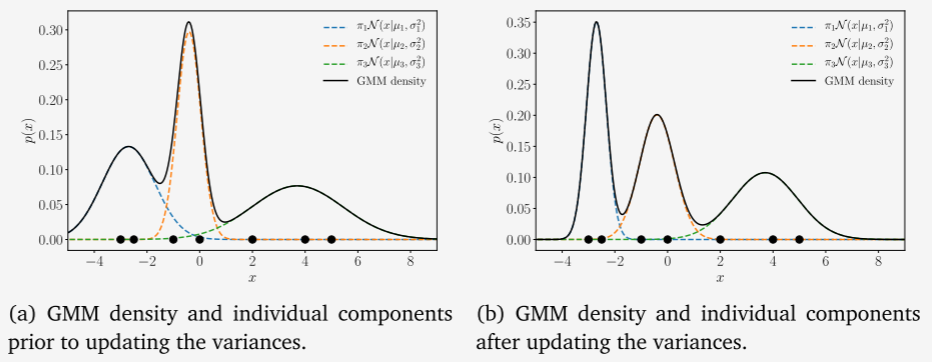 0.30
0.25
0.20
0.15
0.10
0.05
0.00
p(x)
−4 −2 0 2 4 6 8
x
π₁𝒩(x|μ₁, σ₁²)
π₂𝒩(x|μ₂, σ₂²)
π₃𝒩(x|μ₃, σ₃²)
GMM density
0.35
0.30
0.25
0.20
0.15
0.10
0.05
0.00
p(x)
−4 −2 0 2 4 6 8
x
π₁𝒩(x|μ₁, σ₁²)
π₂𝒩(x|μ₂, σ₂²)
π₃𝒩(x|μ₃, σ₃²)
GMM density
(a) GMM density and individual components
prior to updating the variances.
(b) GMM density and individual components
after updating the variances.